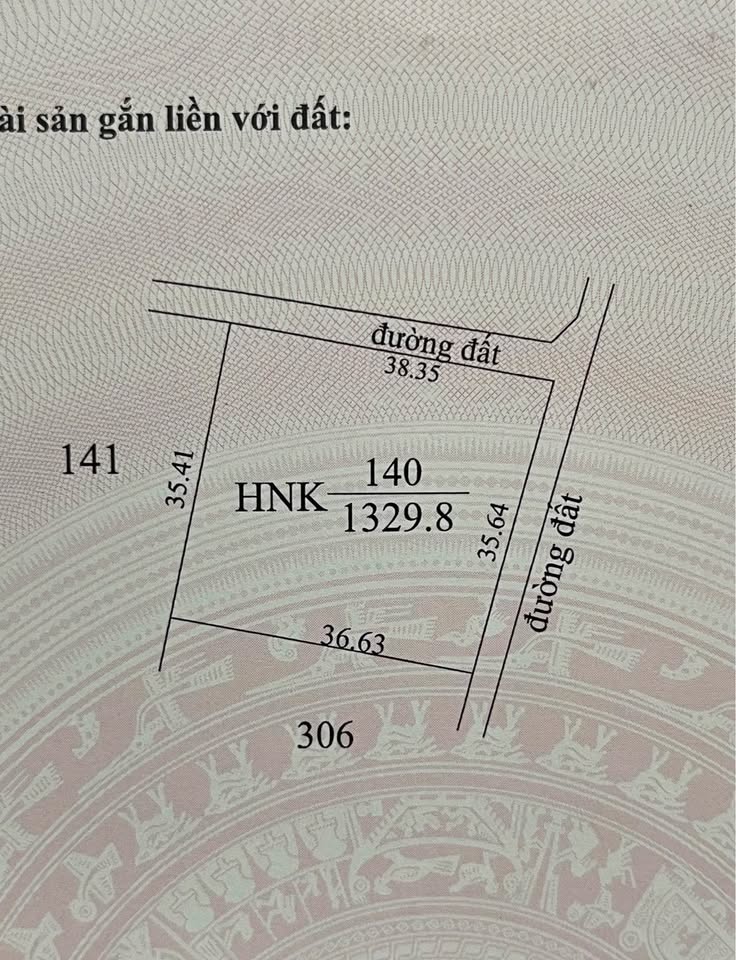 ài sản gắn liền với đất:
đường đất
38.35
141
35.41
HNK
140
1329.8
35.64
đường đất
36.63
306